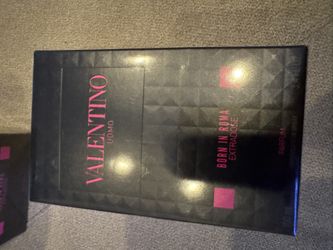 VALENTINO
UOMO
BORN IN ROMA
EXTRADOSE
PARFUM